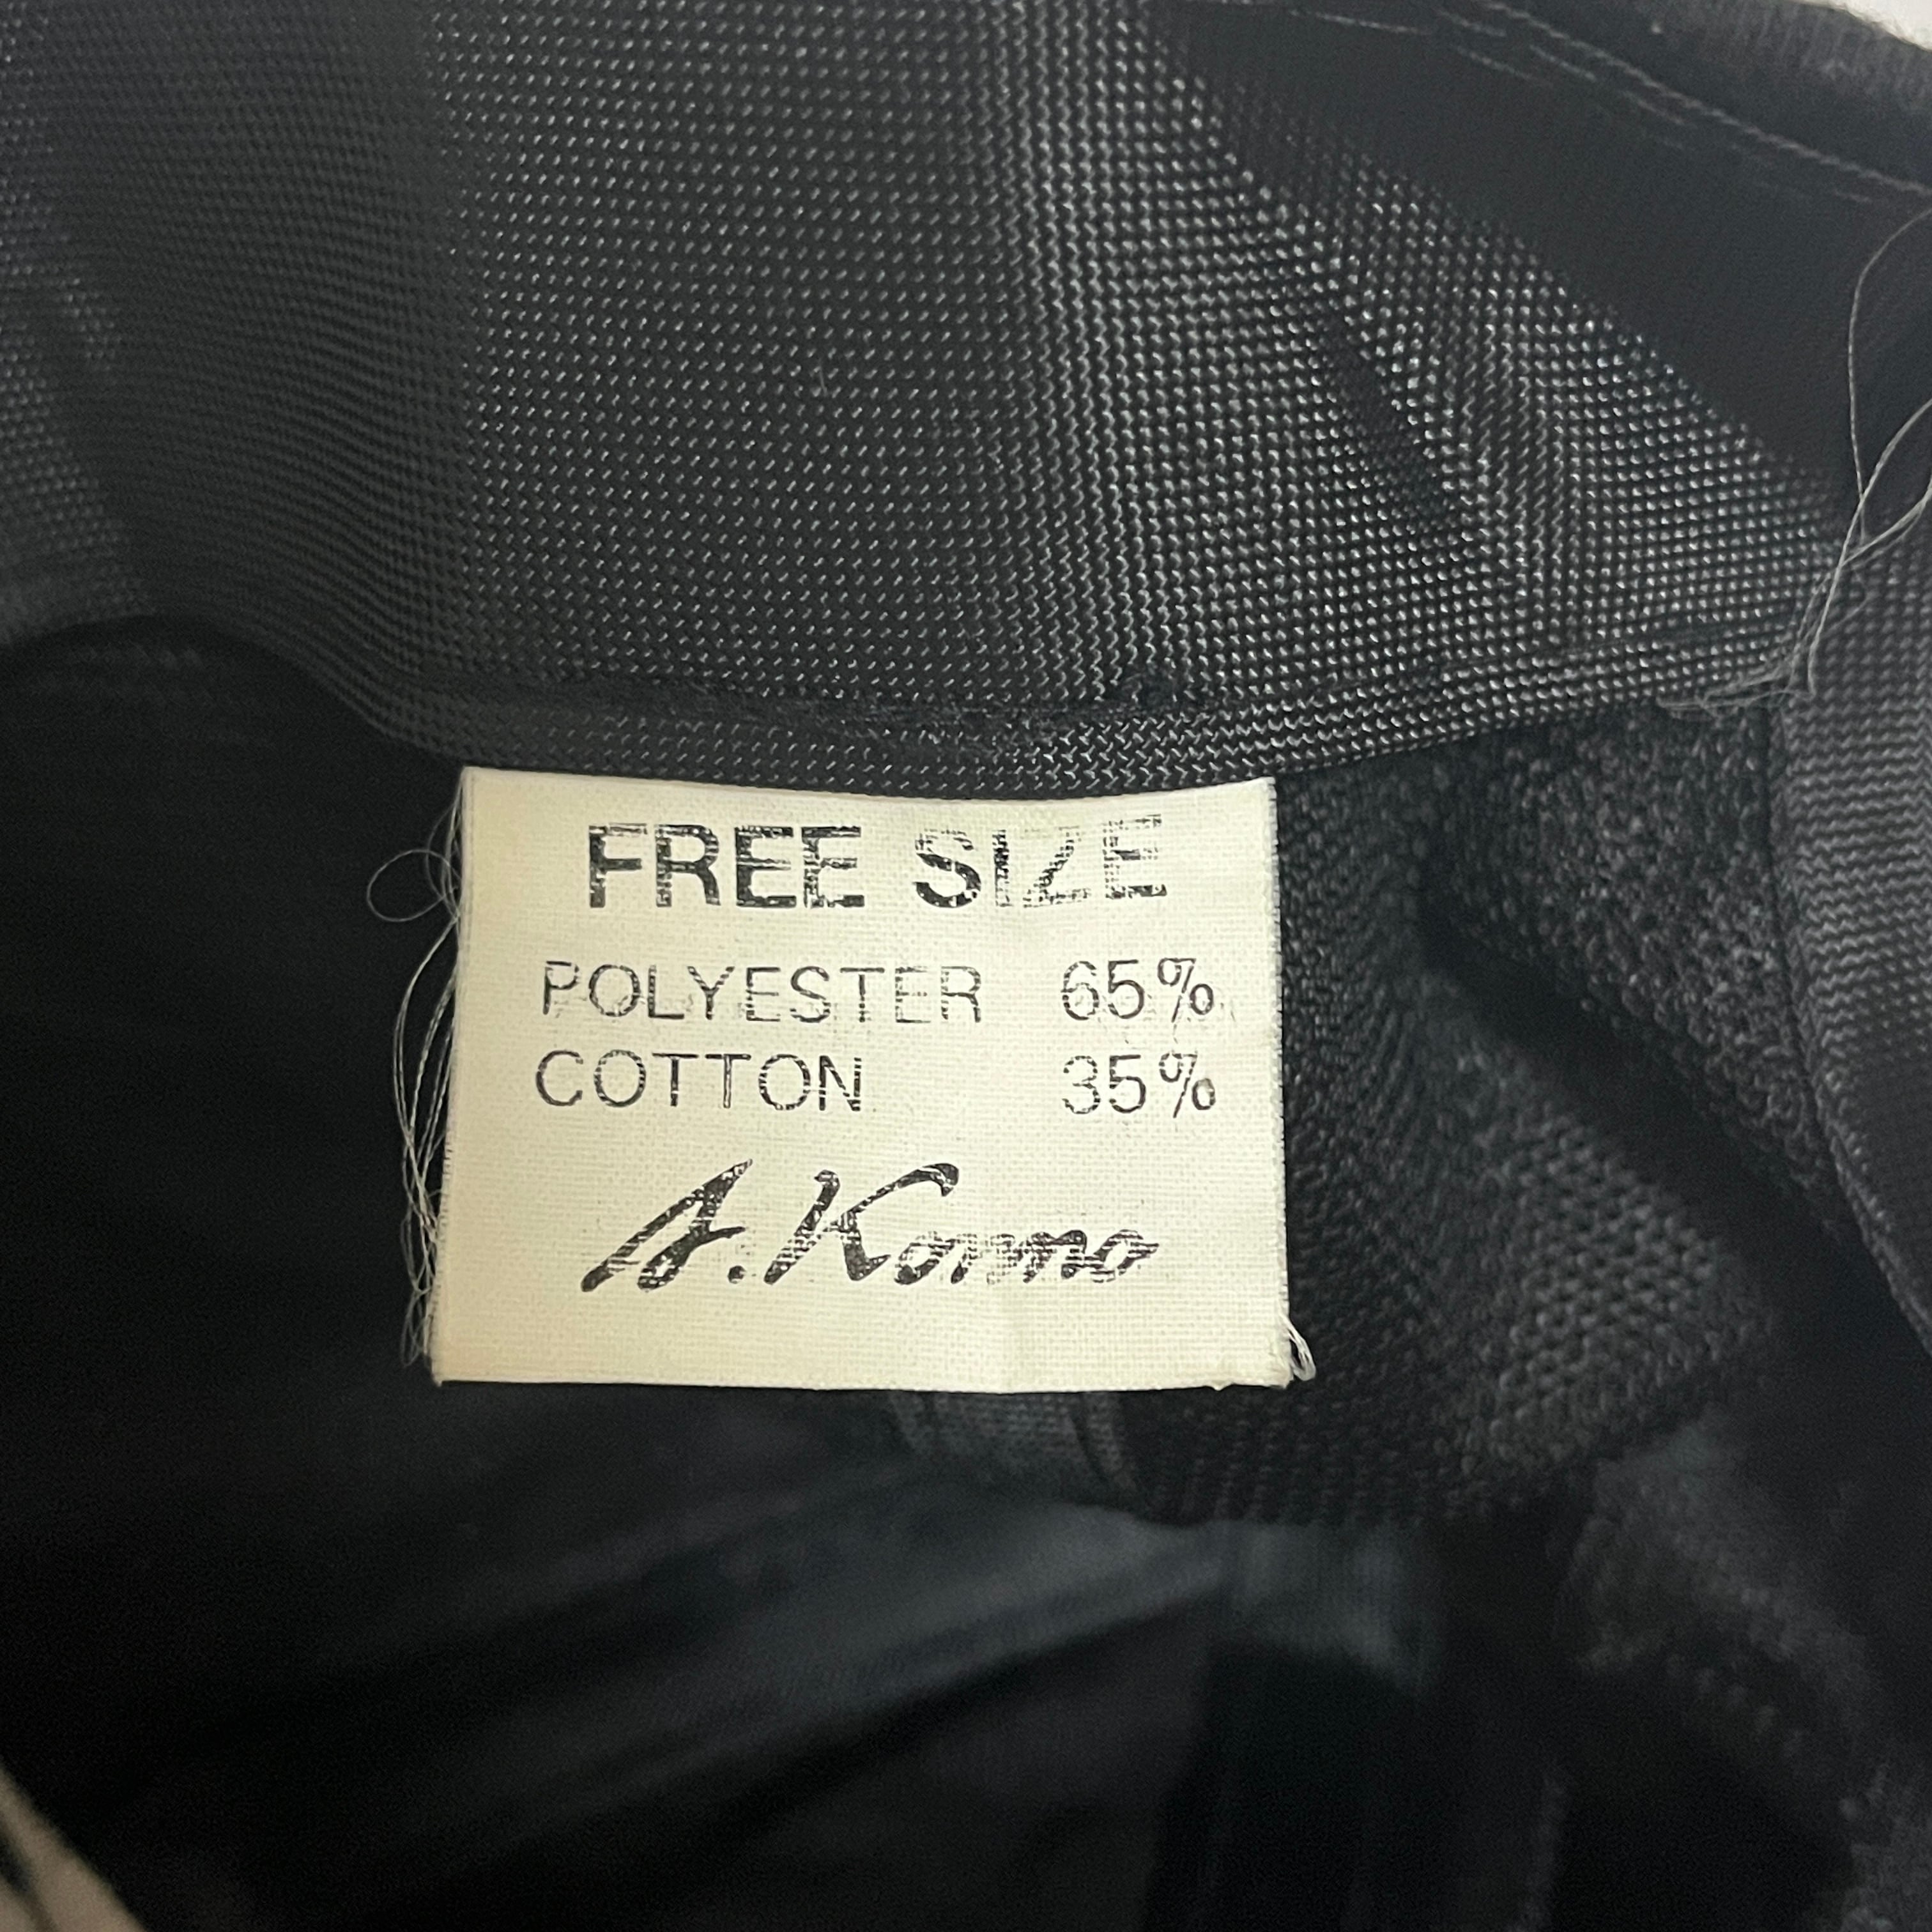 FREE SIZE
POLYESTER 65%
COTTON 35%
A. Konno